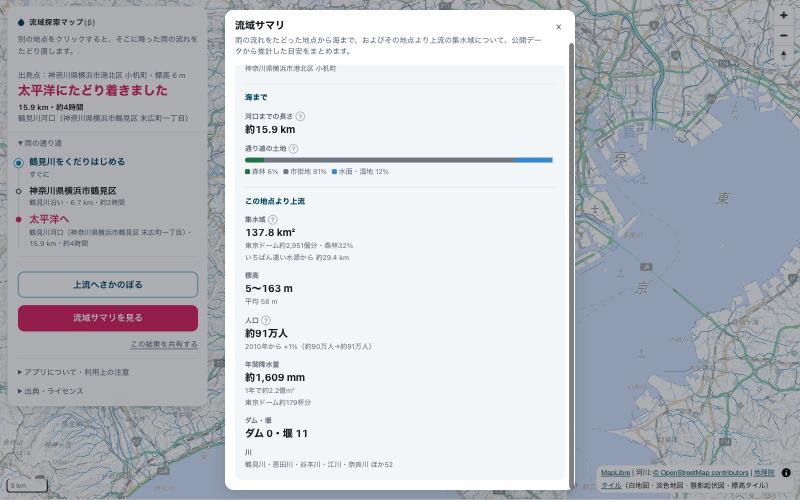 流域探索マップ(β)
別の地点をクリックすると、そこに降った雨の流れを
たどり直します。
出発点：神奈川県横浜市港北区 小机町・標高 6 m
太平洋にたどり着きました
15.9 km・約4時間
鶴見川河口（神奈川県横浜市鶴見区 末広町一丁目）
▼雨の通り道
鶴見川をくだりはじめる
すぐに
神奈川県横浜市鶴見区
鶴見川沿い・6.7 km・約2時間
太平洋へ
鶴見川河口（神奈川県横浜市鶴見区 末広町一丁目）・
15.9 km・約4時間
上流へさかのぼる
流域サマリを見る
この結果を共有する
▶アプリについて・利用上の注意
▶出典・ライセンス
5 km
流域サマリ
×
雨の流れをたどった地点から海まで、およびその地点より上流の集水域について、公開デー
タから推計した目安をまとめます。
神奈川県横浜市港北区 小机町
海まで
河口までの長さ ?
約15.9 km
通り道の土地 ?
森林 6% 市街地 81% 水面・湿地 12%
この地点より上流
集水域 ?
137.8 km²
東京ドーム約2,951個分・森林32%
いちばん遠い水源から 約29.4 km
標高
5〜163 m
平均 58 m
人口 ?
約91万人
2010年から +1%（約90万人→約91万人）
年間降水量
約1,609 mm
1年で約2.2億m³
東京ドーム約179杯分
ダム・堰
ダム 0・堰 11
川
鶴見川・恩田川・谷本川・江川・奈良川 ほか52
京
東
京
MapLibre | 河川: © OpenStreetMap contributors | 地理院
タイル（白地図・淡色地図・陰影起伏図・標高タイル）